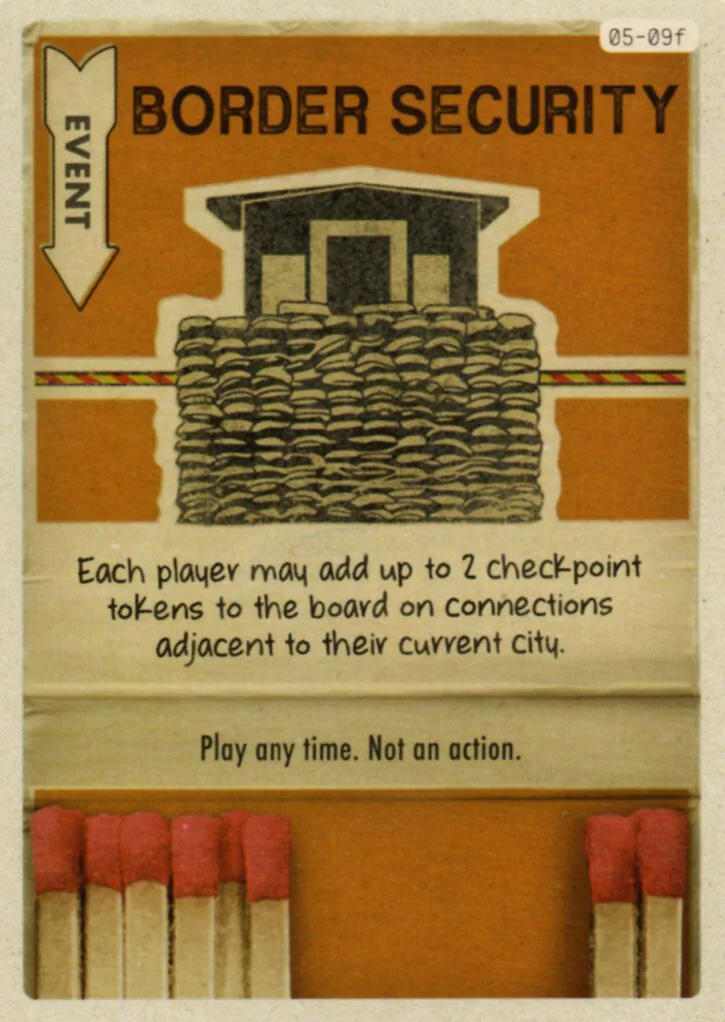 05-09f
EVENT
BORDER SECURITY
Each player may add up to 2 checkpoint
tokens to the board on connections
adjacent to their current city.
Play any time. Not an action.